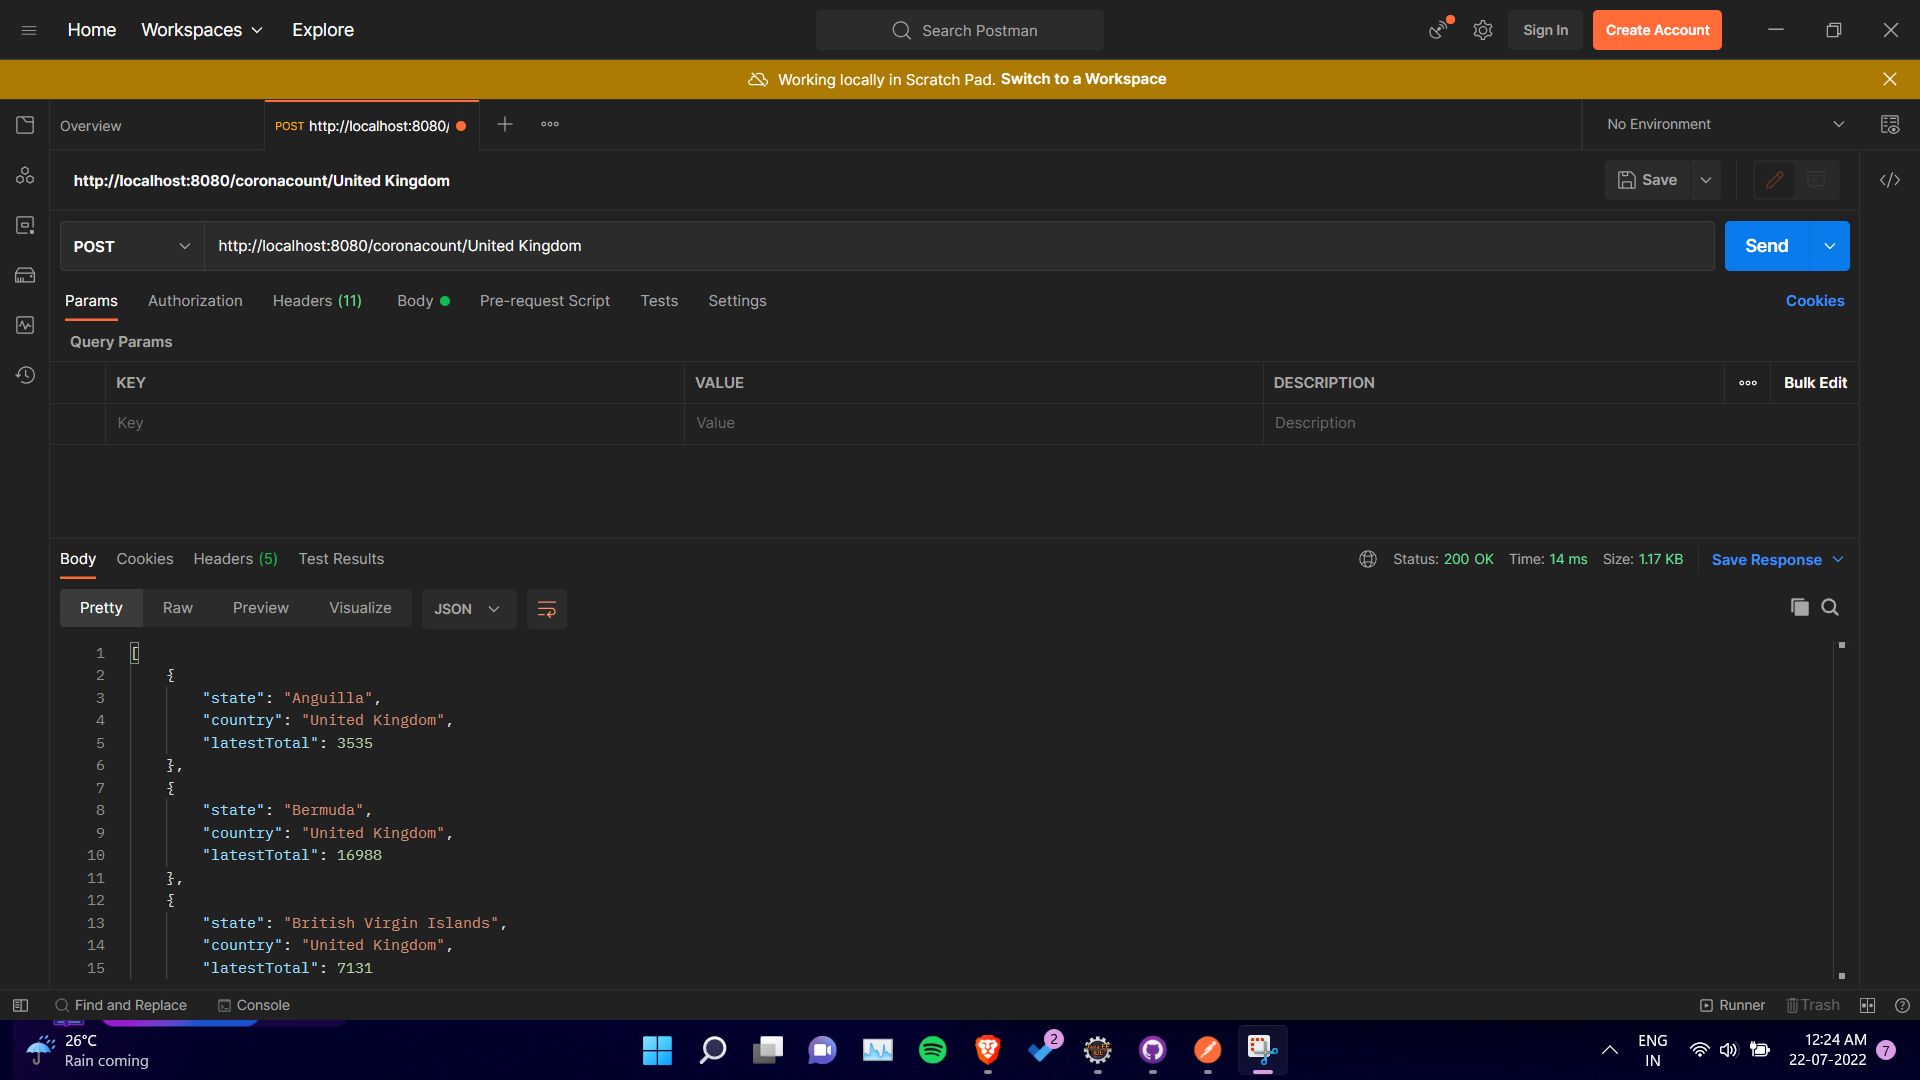 Home Workspaces Explore Search Postman Sign In Create Account
Working locally in Scratch Pad. Switch to a Workspace
Overview POST http://localhost:8080/ No Environment
http://localhost:8080/coronacount/United Kingdom Save
POST http://localhost:8080/coronacount/United Kingdom Send
Params Authorization Headers (11) Body Pre-request Script Tests Settings Cookies
Query Params
KEY VALUE DESCRIPTION Bulk Edit
Key Value Description
Body Cookies Headers (5) Test Results Status: 200 OK Time: 14 ms Size: 1.17 KB Save Response
Pretty Raw Preview Visualize JSON
1 [
2 {
3 "state": "Anguilla",
4 "country": "United Kingdom",
5 "latestTotal": 3535
6 },
7 {
8 "state": "Bermuda",
9 "country": "United Kingdom",
10 "latestTotal": 16988
11 },
12 {
13 "state": "British Virgin Islands",
14 "country": "United Kingdom",
15 "latestTotal": 7131
Find and Replace Console Runner Trash
26°C
Rain coming
2
ENG
IN
12:24 AM
22-07-2022
7